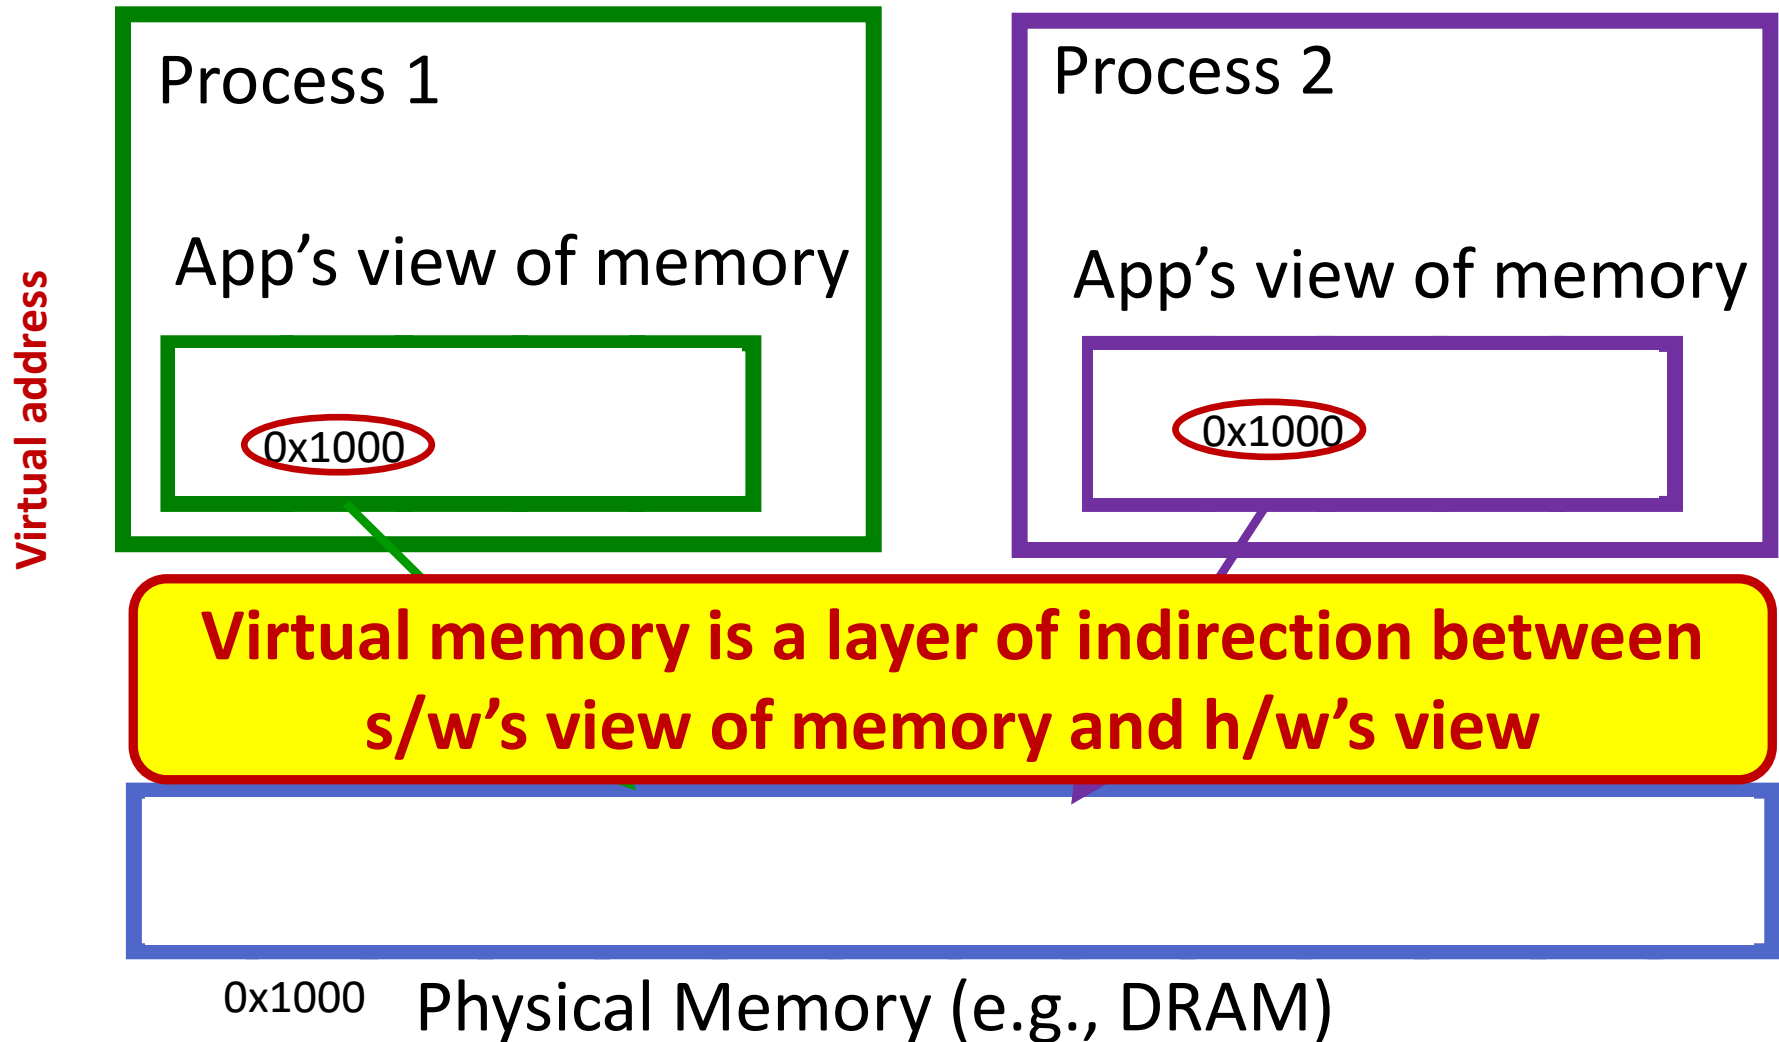 Process 1
Process 2
App’s view of memory
App’s view of memory
Virtual address
0x1000
0x1000
Virtual memory is a layer of indirection between
s/w’s view of memory and h/w’s view
0x1000
Physical Memory (e.g., DRAM)